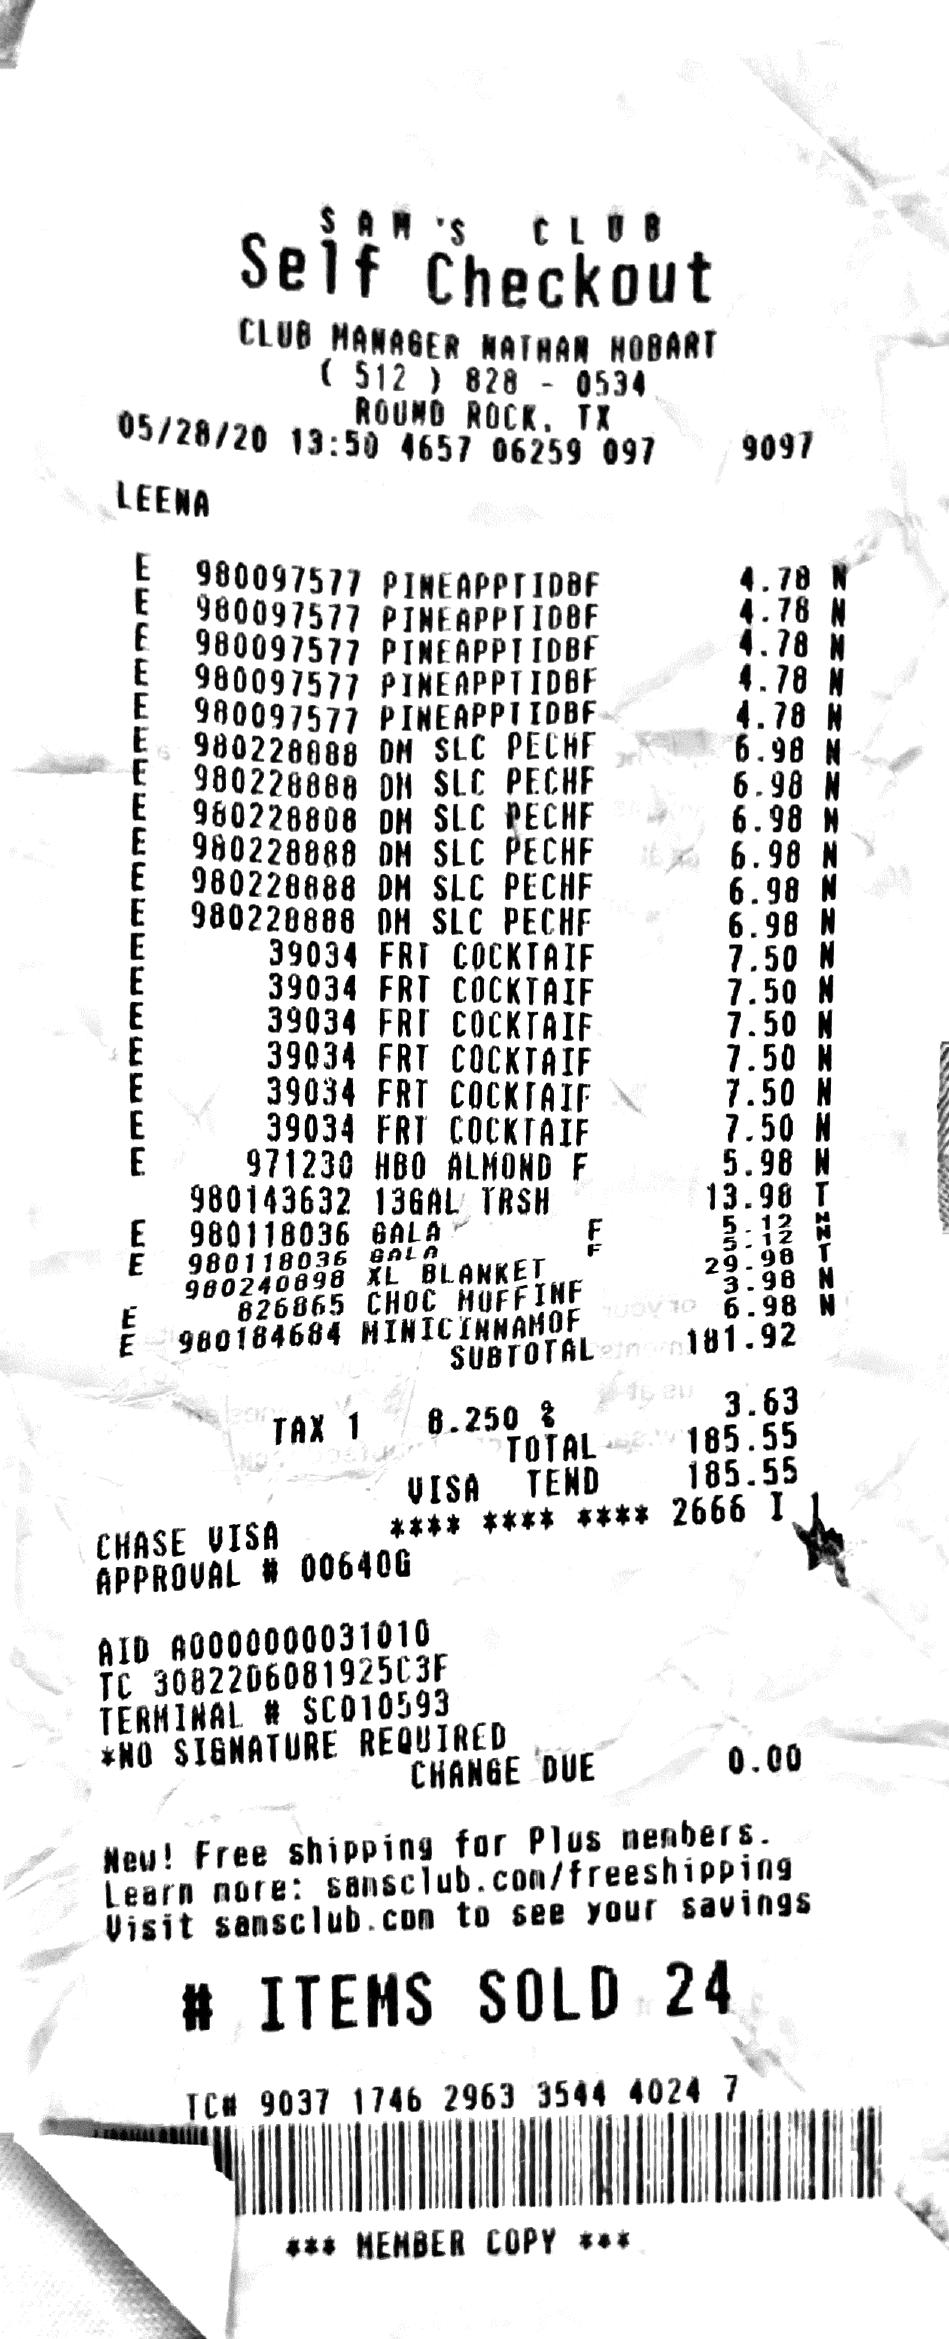 SAM'S CLUB
Self Checkout
CLUB MANAGER NATHAN HOBART
( 512 ) 828 - 0534
ROUND ROCK, TX
05/28/20 13:50 4657 06259 097 9097
LEENA
E 980097577 PINEAPPTIDBF 4.78 N
E 980097577 PINEAPPTIDBF 4.78 N
E 980097577 PINEAPPTIDBF 4.78 N
E 980097577 PINEAPPTIDBF 4.78 N
E 980097577 PINEAPPTIDBF 4.78 N
E 980228888 DM SLC PECHF 6.98 N
E 980228888 DM SLC PECHF 6.98 N
E 980228808 DM SLC PECHF 6.98 N
E 980228888 DM SLC PECHF 6.98 N
E 980228888 DM SLC PECHF 6.98 N
E 980228888 DM SLC PECHF 6.98 N
E 39034 FRT COCKTAIF 7.50 N
E 39034 FRT COCKTAIF 7.50 N
E 39034 FRT COCKTAIF 7.50 N
E 39034 FRT COCKTAIF 7.50 N
E 39034 FRT COCKTAIF 7.50 N
E 39034 FRT COCKTAIF 7.50 N
E 971230 HBO ALMOND F 5.98 N
980143632 13GAL TRSH 13.98 T
E 980118036 GALA F 5.12 N
E 980118036 GALA F 5.12 N
980240898 XL BLANKET 29.98 T
E 826865 CHOC MUFFINF 3.98 N
E 980184684 MINICINNAMOF 6.98 N
SUBTOTAL 181.92
TAX 1 8.250 % 3.63
TOTAL 185.55
VISA TEND 185.55
CHASE VISA **** **** **** 2666 I 1
APPROVAL # 00640G
AID A0000000031010
TC 3082206081925C3F
TERMINAL # SC010593
*NO SIGNATURE REQUIRED
CHANGE DUE 0.00
New! Free shipping for Plus members.
Learn more: samsclub.com/freeshipping
Visit samsclub.com to see your savings
# ITEMS SOLD 24
TC# 9037 1746 2963 3544 4024 7
*** MEMBER COPY ***